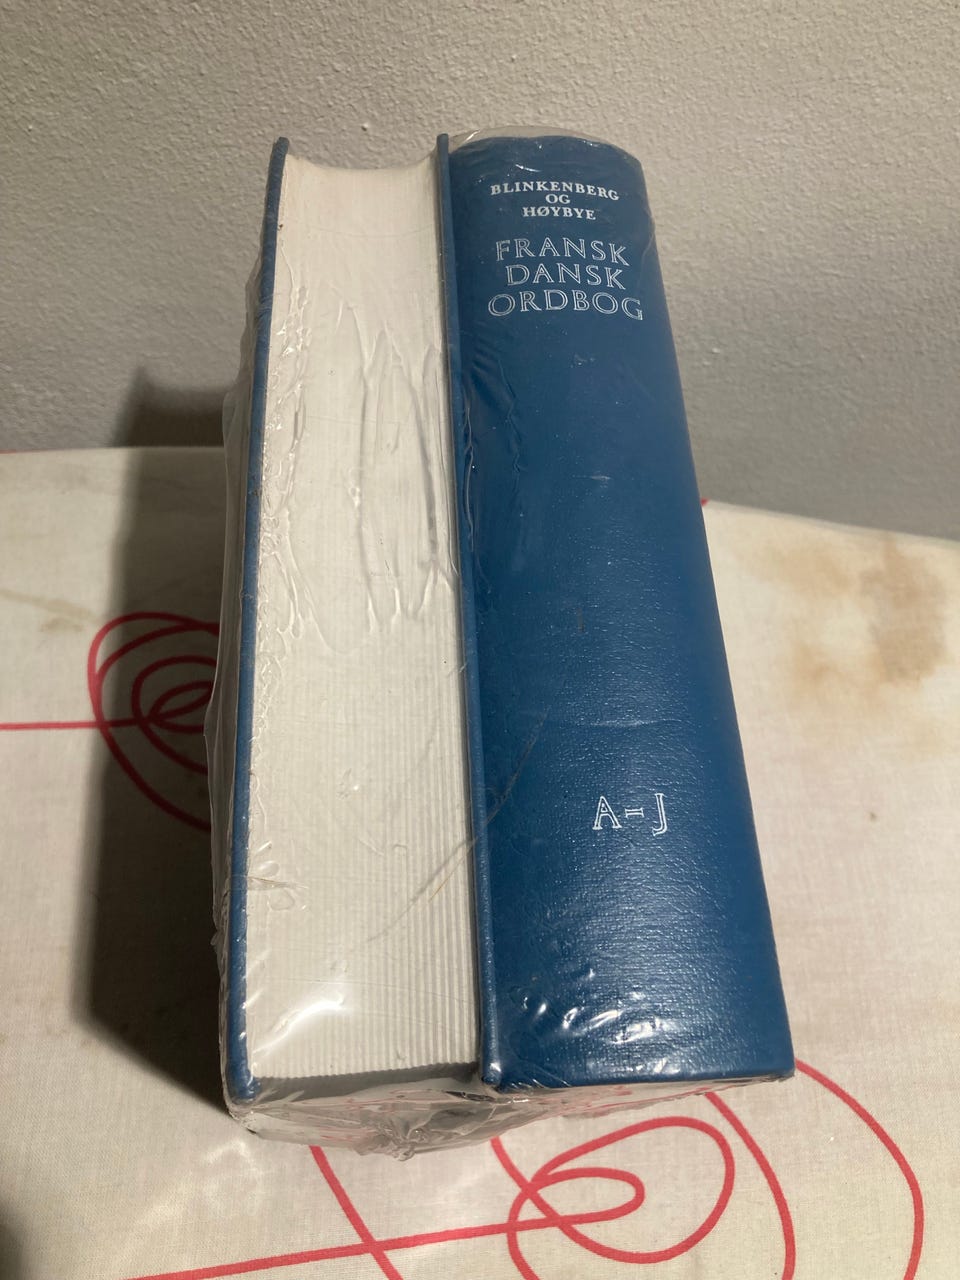 BLINKENBERG
OG
HØYBYE
FRANSK
DANSK
ORDBOG
A-J